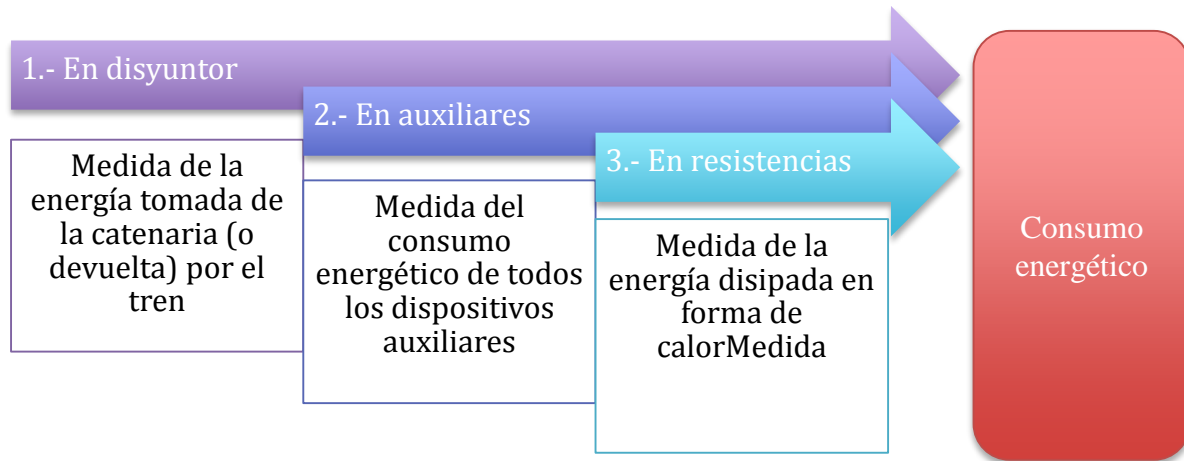 1.- En disyuntor
Medida de la
energía tomada de
la catenaria (o
devuelta) por el
tren
2.- En auxiliares
Medida del
consumo
energético de todos
los dispositivos
auxiliares
3.- En resistencias
Medida de la
energía disipada en
forma de
calorMedida
Consumo
energético